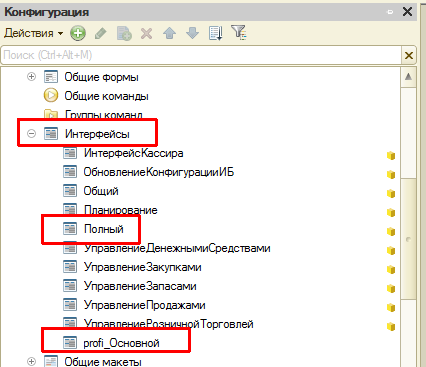 Конфигурация
Действия
Поиск (Ctrl+Alt+M)
Общие формы
Общие команды
Группы команд
Интерфейсы
ИнтерфейсКассира
ОбновлениеКонфигурацииИБ
Общий
Планирование
Полный
УправлениеДенежнымиСредствами
УправлениеЗакупками
УправлениеЗапасами
УправлениеПродажами
УправлениеРозничнойТорговлей
profi_Основной
Общие макеты